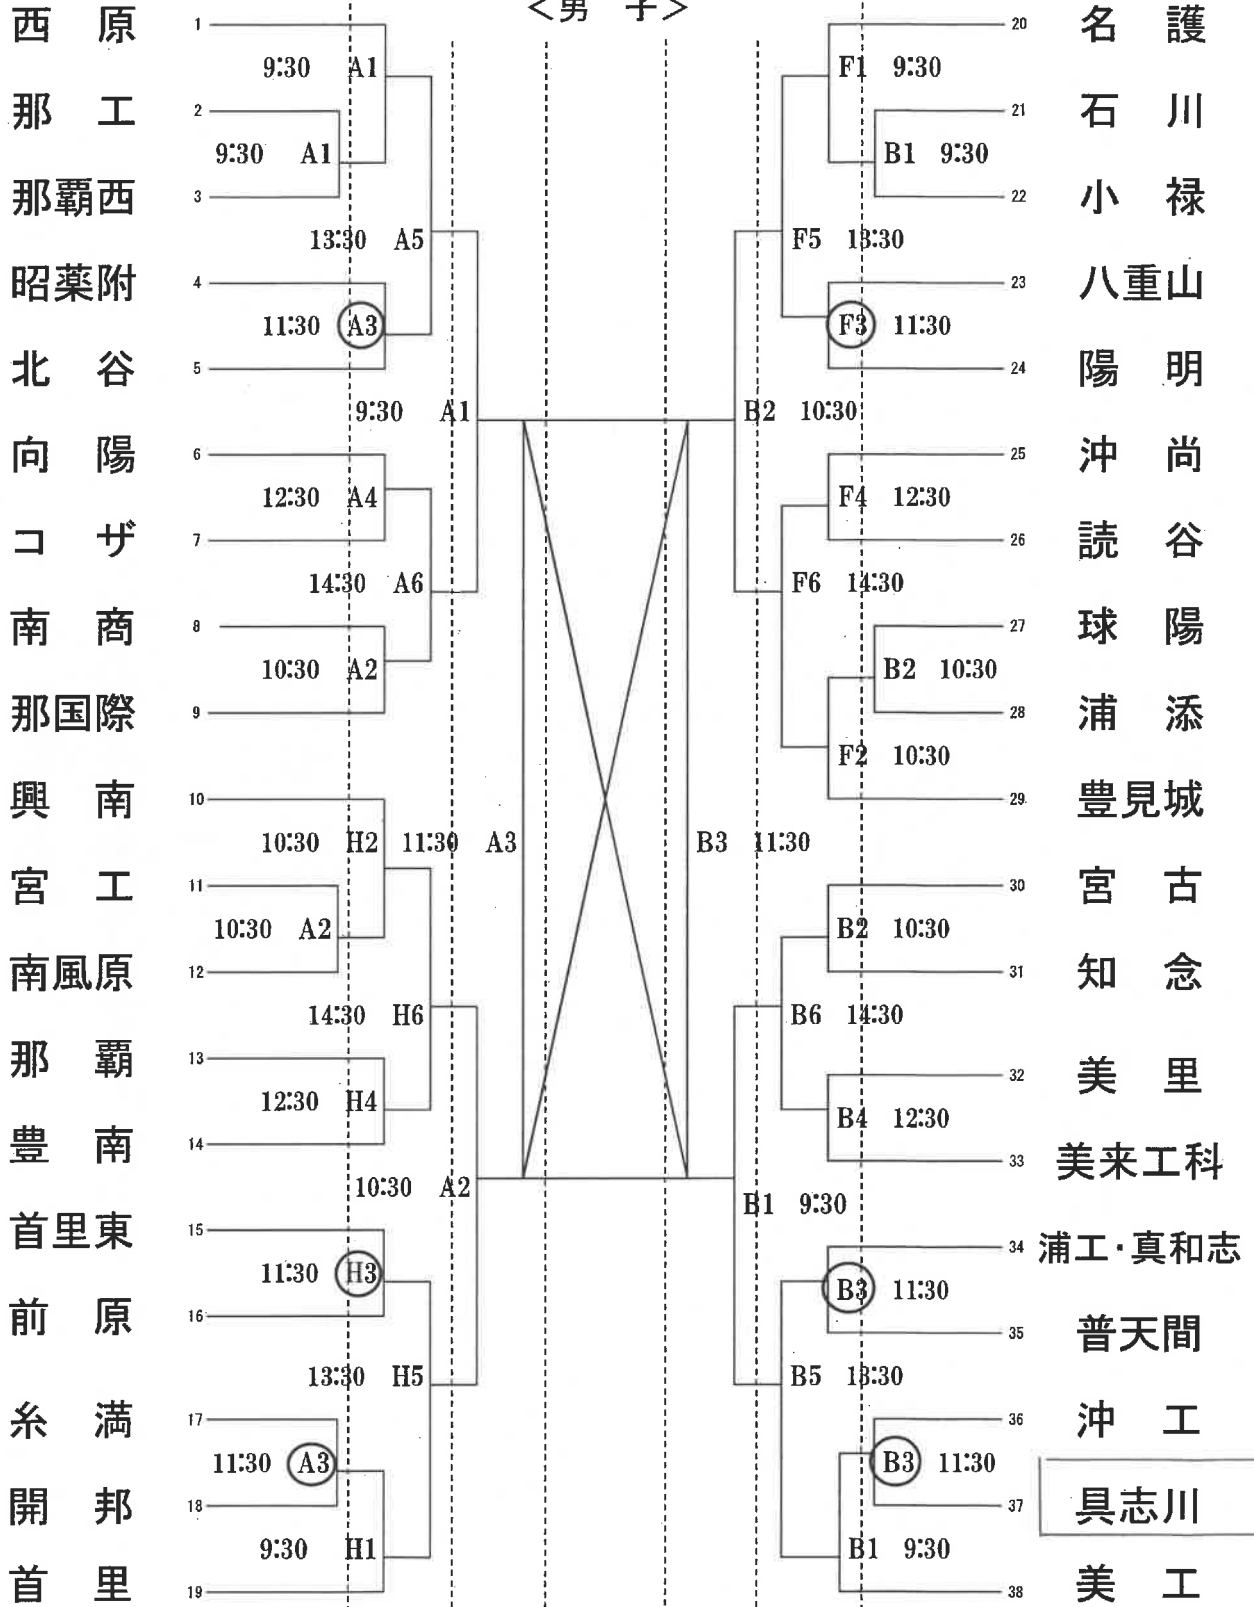 ＜男　子＞
西　原 1
9:30 A1
那　工 2
9:30 A1
那覇西 3
13:30 A5
昭薬附 4
11:30 A3
北　谷 5
9:30 A1
向　陽 6
12:30 A4
コ　ザ 7
14:30 A6
南　商 8
10:30 A2
那国際 9
興　南 10
10:30 H2
11:30 A3
宮　工 11
10:30 A2
南風原 12
14:30 H6
那　覇 13
12:30 H4
豊　南 14
10:30 A2
首里東 15
11:30 H3
前　原 16
13:30 H5
糸　満 17
11:30 A3
開　邦 18
9:30 H1
首　里 19
20 名　護
F1 9:30
21 石　川
B1 9:30
22 小　禄
F5 13:30
23 八重山
F3 11:30
24 陽　明
B2 10:30
25 沖　尚
F4 12:30
26 読　谷
F6 14:30
27 球　陽
B2 10:30
28 浦　添
F2 10:30
29 豊見城
B3 11:30
30 宮　古
B2 10:30
31 知　念
B6 14:30
32 美　里
B4 12:30
33 美来工科
B1 9:30
34 浦工・真和志
B3 11:30
35 普天間
B5 13:30
36 沖　工
B3 11:30
37 具志川
B1 9:30
38 美　工